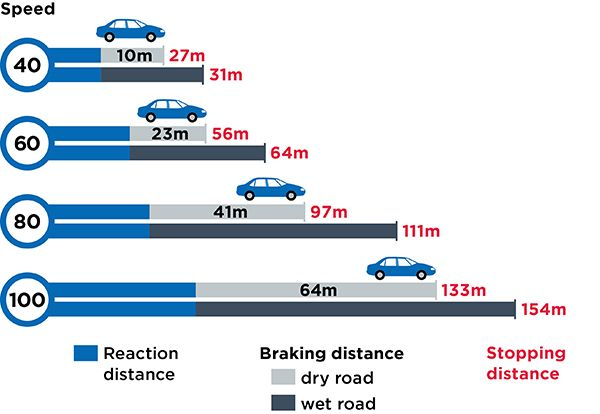 Speed
40
10m 27m
31m
60
23m 56m
64m
80
41m 97m
111m
100
64m 133m
154m
Reaction distance
Braking distance
dry road
wet road
Stopping distance